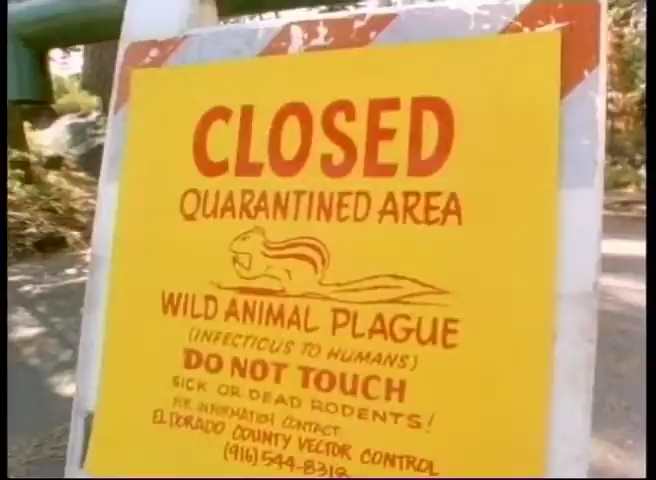 CLOSED
QUARANTINED AREA
WILD ANIMAL PLAGUE
(INFECTIOUS TO HUMANS)
DO NOT TOUCH
SICK OR DEAD RODENTS!
FOR INFORMATION CONTACT
EL DORADO COUNTY VECTOR CONTROL
(916) 544-8318